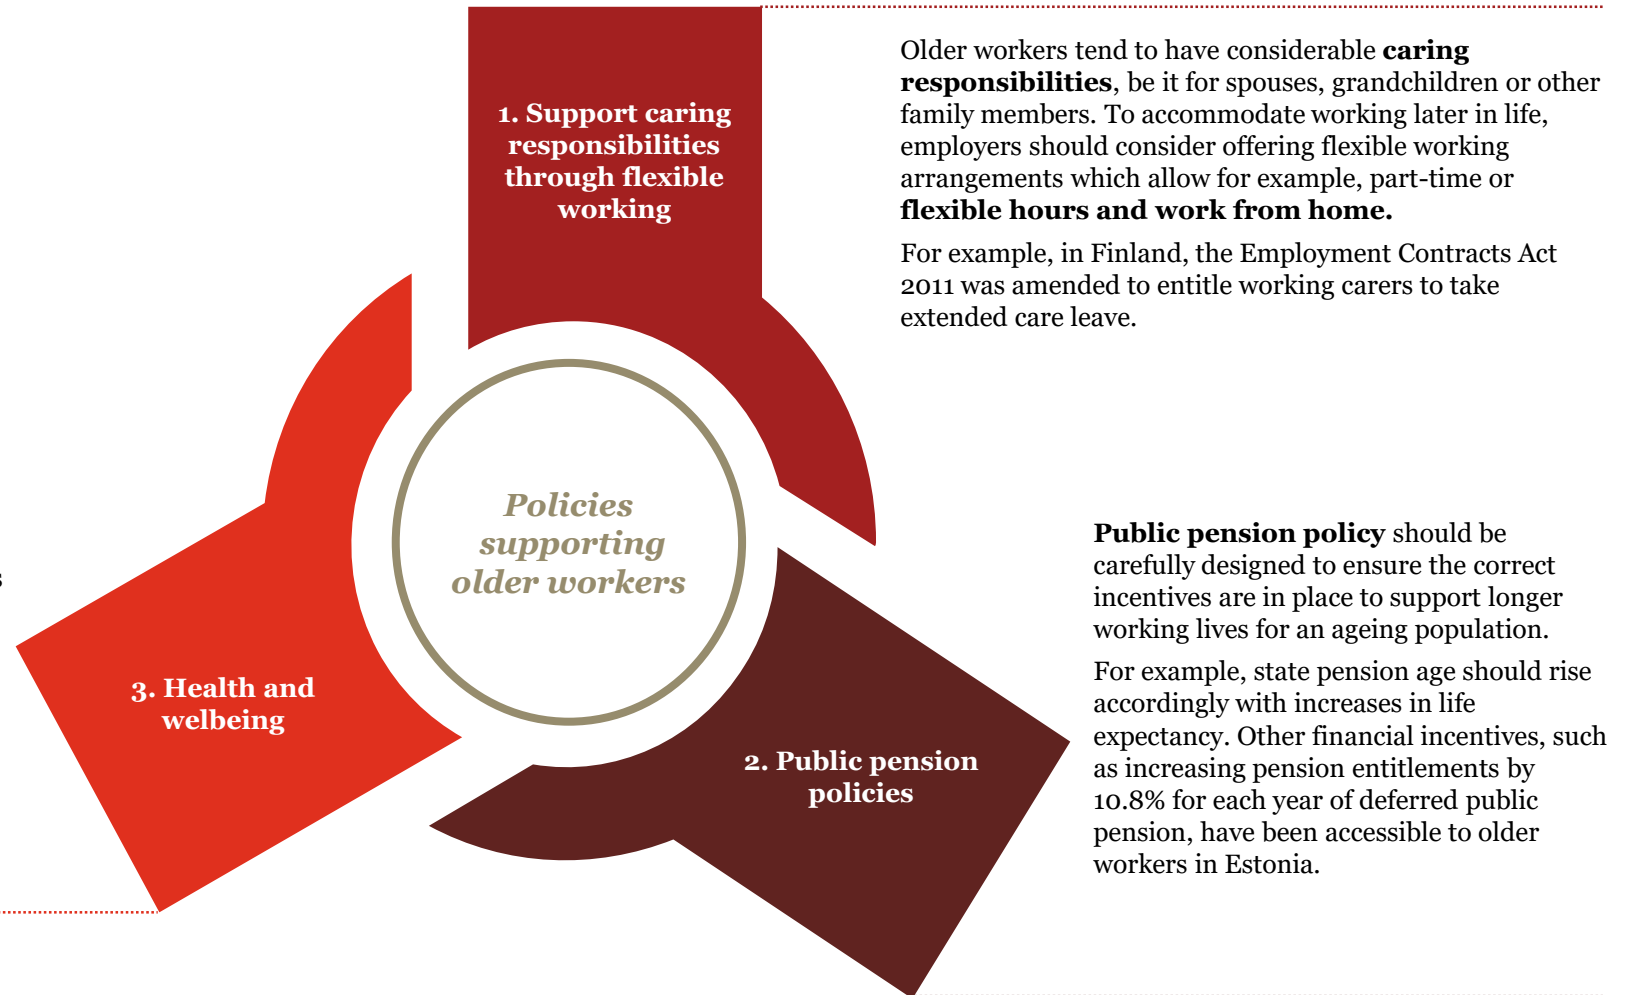 1. Support caring
responsibilities
through flexible
working
Older workers tend to have considerable caring
responsibilities, be it for spouses, grandchildren or other
family members. To accommodate working later in life,
employers should consider offering flexible working
arrangements which allow for example, part-time or
flexible hours and work from home.
For example, in Finland, the Employment Contracts Act
2011 was amended to entitle working carers to take
extended care leave.
Policies
supporting
older workers
Public pension policy should be
carefully designed to ensure the correct
incentives are in place to support longer
working lives for an ageing population.
For example, state pension age should rise
accordingly with increases in life
expectancy. Other financial incentives, such
as increasing pension entitlements by
10.8% for each year of deferred public
pension, have been accessible to older
workers in Estonia.
2. Public pension
policies
3. Health and
welbeing